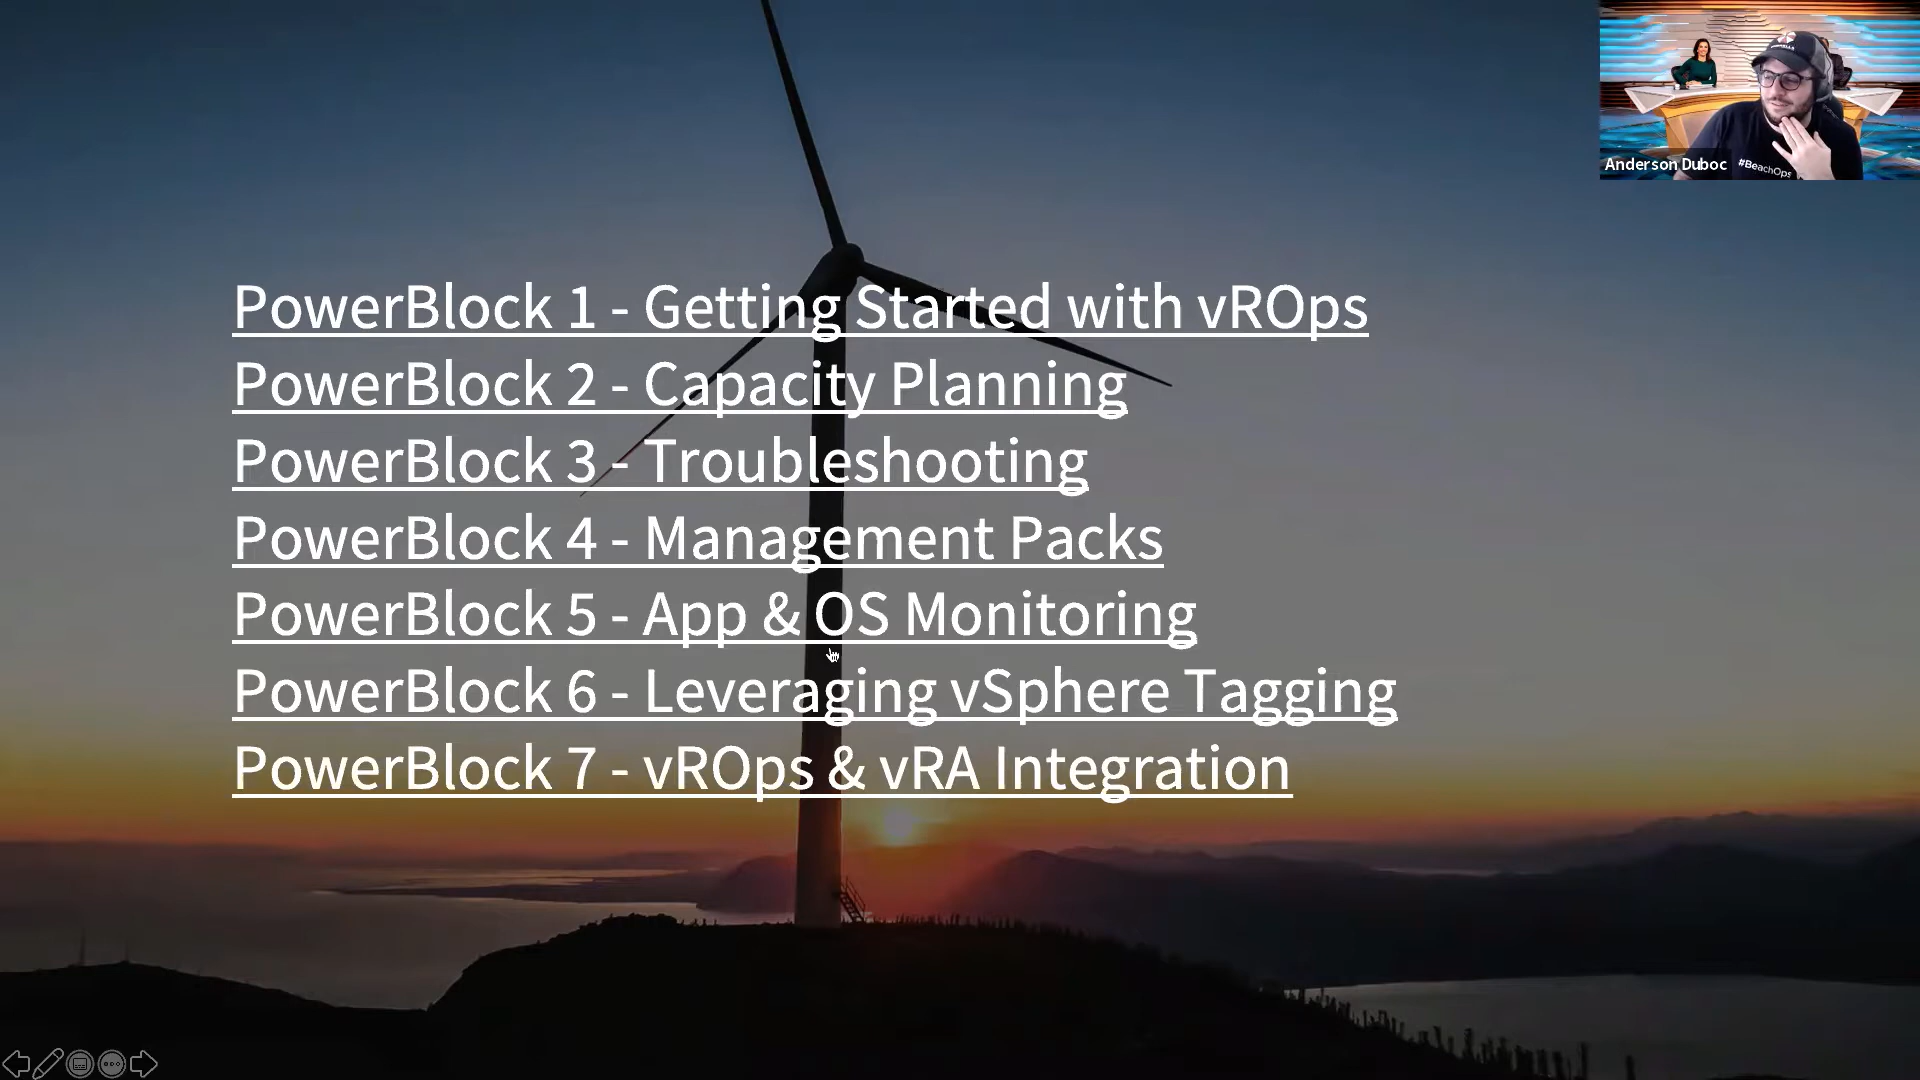 PowerBlock 1 - Getting Started with vROps
PowerBlock 2 - Capacity Planning
PowerBlock 3 - Troubleshooting
PowerBlock 4 - Management Packs
PowerBlock 5 - App & OS Monitoring
PowerBlock 6 - Leveraging vSphere Tagging
PowerBlock 7 - vROps & vRA Integration
Anderson Duboc
#BeachOps